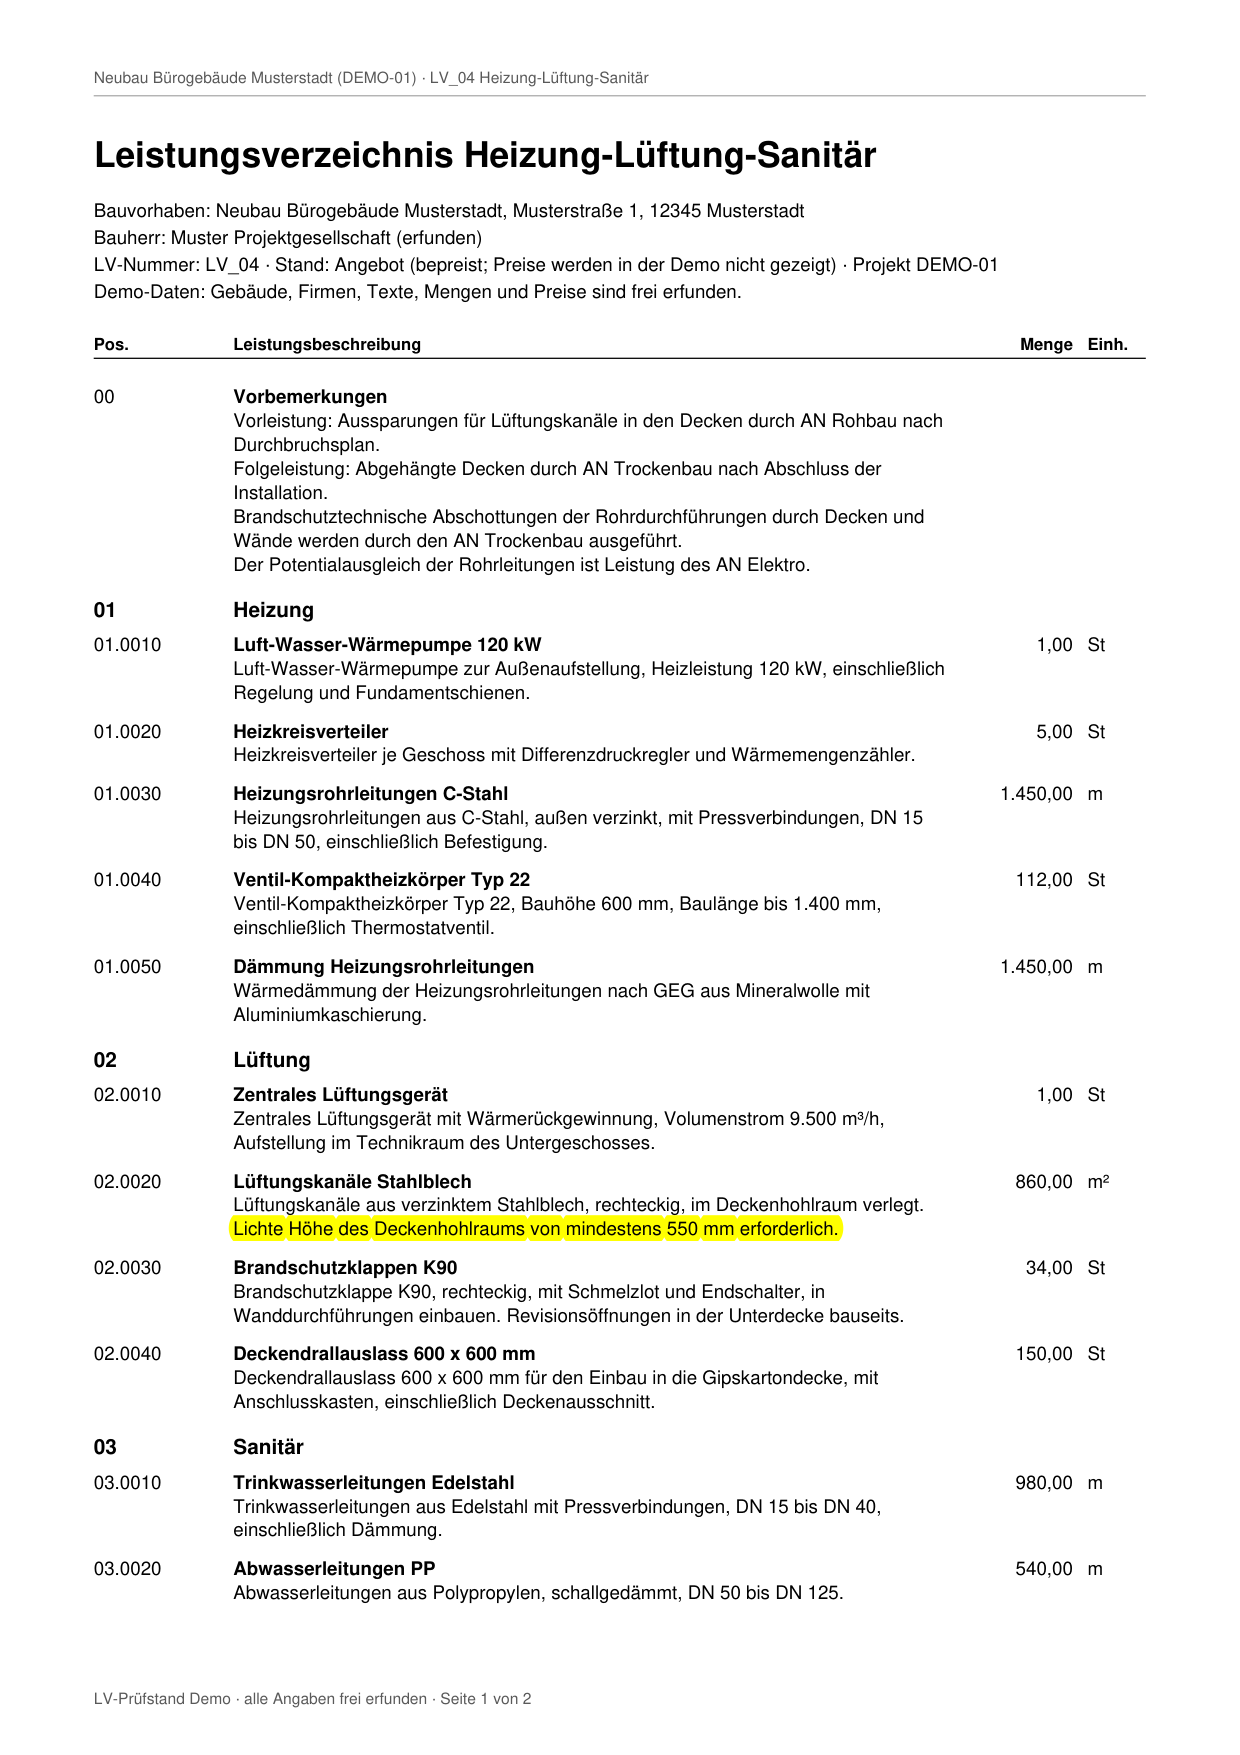 Neubau Bürogebäude Musterstadt (DEMO-01) · LV_04 Heizung-Lüftung-Sanitär
Leistungsverzeichnis Heizung-Lüftung-Sanitär
Bauvorhaben: Neubau Bürogebäude Musterstadt, Musterstraße 1, 12345 Musterstadt
Bauherr: Muster Projektgesellschaft (erfunden)
LV-Nummer: LV_04 · Stand: Angebot (bepreist; Preise werden in der Demo nicht gezeigt) · Projekt DEMO-01
Demo-Daten: Gebäude, Firmen, Texte, Mengen und Preise sind frei erfunden.
Pos. Leistungsbeschreibung Menge Einh.
00 Vorbemerkungen
Vorleistung: Aussparungen für Lüftungskanäle in den Decken durch AN Rohbau nach
Durchbruchsplan.
Folgeleistung: Abgehängte Decken durch AN Trockenbau nach Abschluss der
Installation.
Brandschutztechnische Abschottungen der Rohrdurchführungen durch Decken und
Wände werden durch den AN Trockenbau ausgeführt.
Der Potentialausgleich der Rohrleitungen ist Leistung des AN Elektro.
01 Heizung
01.0010 Luft-Wasser-Wärmepumpe 120 kW 1,00 St
Luft-Wasser-Wärmepumpe zur Außenaufstellung, Heizleistung 120 kW, einschließlich
Regelung und Fundamentschienen.
01.0020 Heizkreisverteiler 5,00 St
Heizkreisverteiler je Geschoss mit Differenzdruckregler und Wärmemengenzähler.
01.0030 Heizungsrohrleitungen C-Stahl 1.450,00 m
Heizungsrohrleitungen aus C-Stahl, außen verzinkt, mit Pressverbindungen, DN 15
bis DN 50, einschließlich Befestigung.
01.0040 Ventil-Kompaktheizkörper Typ 22 112,00 St
Ventil-Kompaktheizkörper Typ 22, Bauhöhe 600 mm, Baulänge bis 1.400 mm,
einschließlich Thermostatventil.
01.0050 Dämmung Heizungsrohrleitungen 1.450,00 m
Wärmedämmung der Heizungsrohrleitungen nach GEG aus Mineralwolle mit
Aluminiumkaschierung.
02 Lüftung
02.0010 Zentrales Lüftungsgerät 1,00 St
Zentrales Lüftungsgerät mit Wärmerückgewinnung, Volumenstrom 9.500 m³/h,
Aufstellung im Technikraum des Untergeschosses.
02.0020 Lüftungskanäle Stahlblech 860,00 m²
Lüftungskanäle aus verzinktem Stahlblech, rechteckig, im Deckenhohlraum verlegt.
Lichte Höhe des Deckenhohlraums von mindestens 550 mm erforderlich.
02.0030 Brandschutzklappen K90 34,00 St
Brandschutzklappe K90, rechteckig, mit Schmelzlot und Endschalter, in
Wanddurchführungen einbauen. Revisionsöffnungen in der Unterdecke bauseits.
02.0040 Deckendrallauslass 600 x 600 mm 150,00 St
Deckendrallauslass 600 x 600 mm für den Einbau in die Gipskartondecke, mit
Anschlusskasten, einschließlich Deckenausschnitt.
03 Sanitär
03.0010 Trinkwasserleitungen Edelstahl 980,00 m
Trinkwasserleitungen aus Edelstahl mit Pressverbindungen, DN 15 bis DN 40,
einschließlich Dämmung.
03.0020 Abwasserleitungen PP 540,00 m
Abwasserleitungen aus Polypropylen, schallgedämmt, DN 50 bis DN 125.
LV-Prüfstand Demo · alle Angaben frei erfunden · Seite 1 von 2